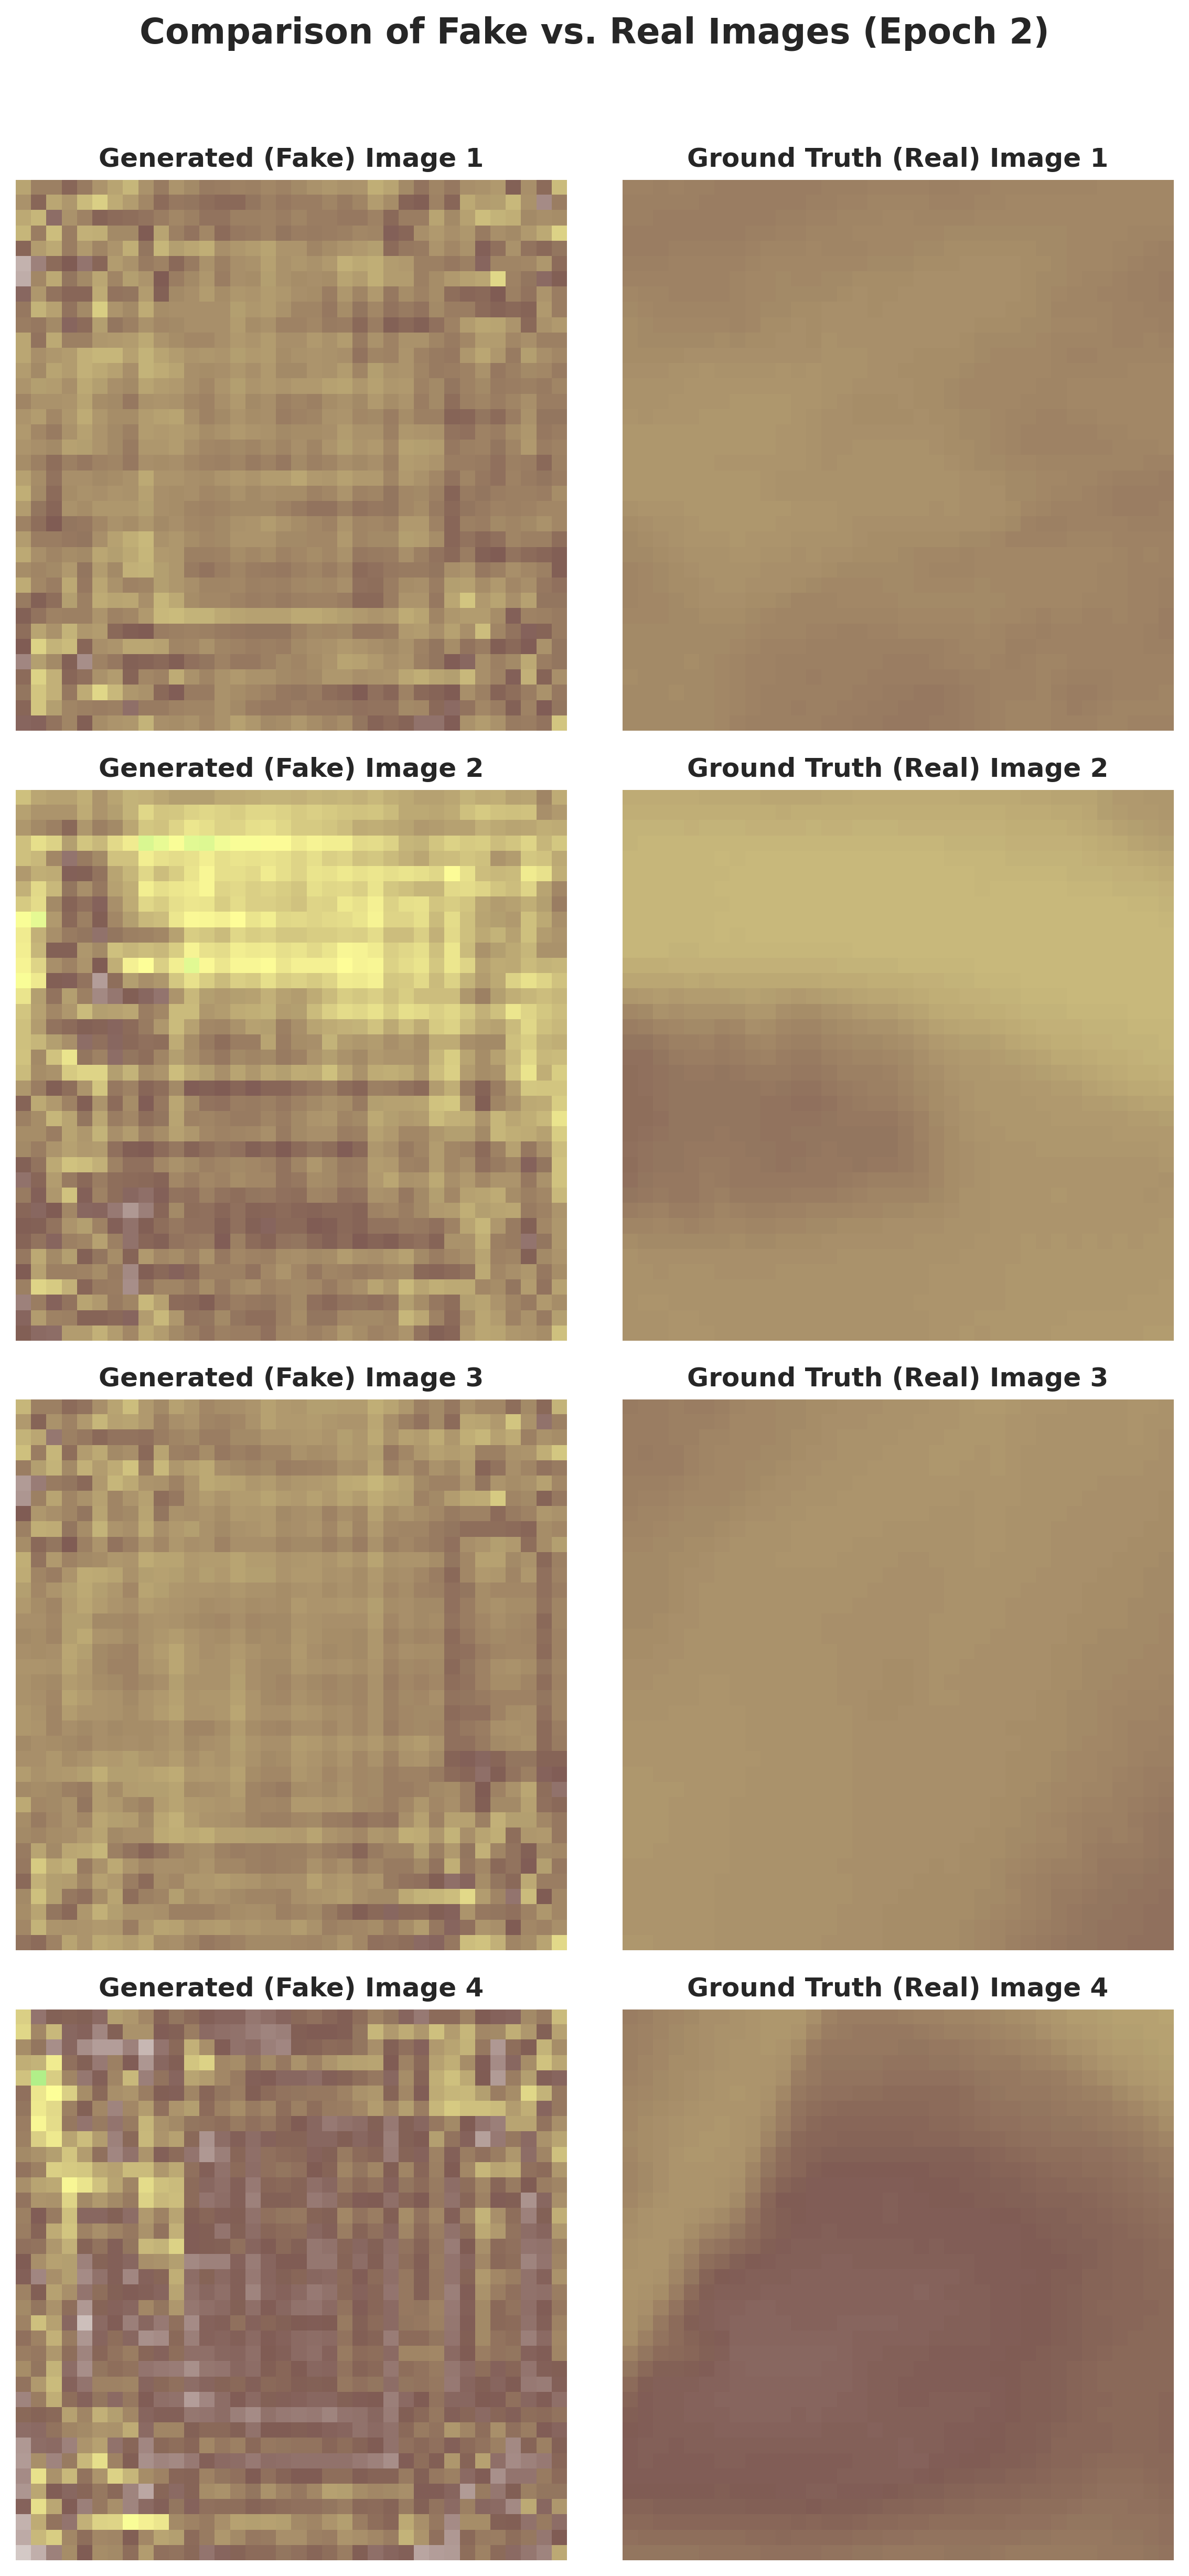 Comparison of Fake vs. Real Images (Epoch 2)
Generated (Fake) Image 1
Ground Truth (Real) Image 1
Generated (Fake) Image 2
Ground Truth (Real) Image 2
Generated (Fake) Image 3
Ground Truth (Real) Image 3
Generated (Fake) Image 4
Ground Truth (Real) Image 4